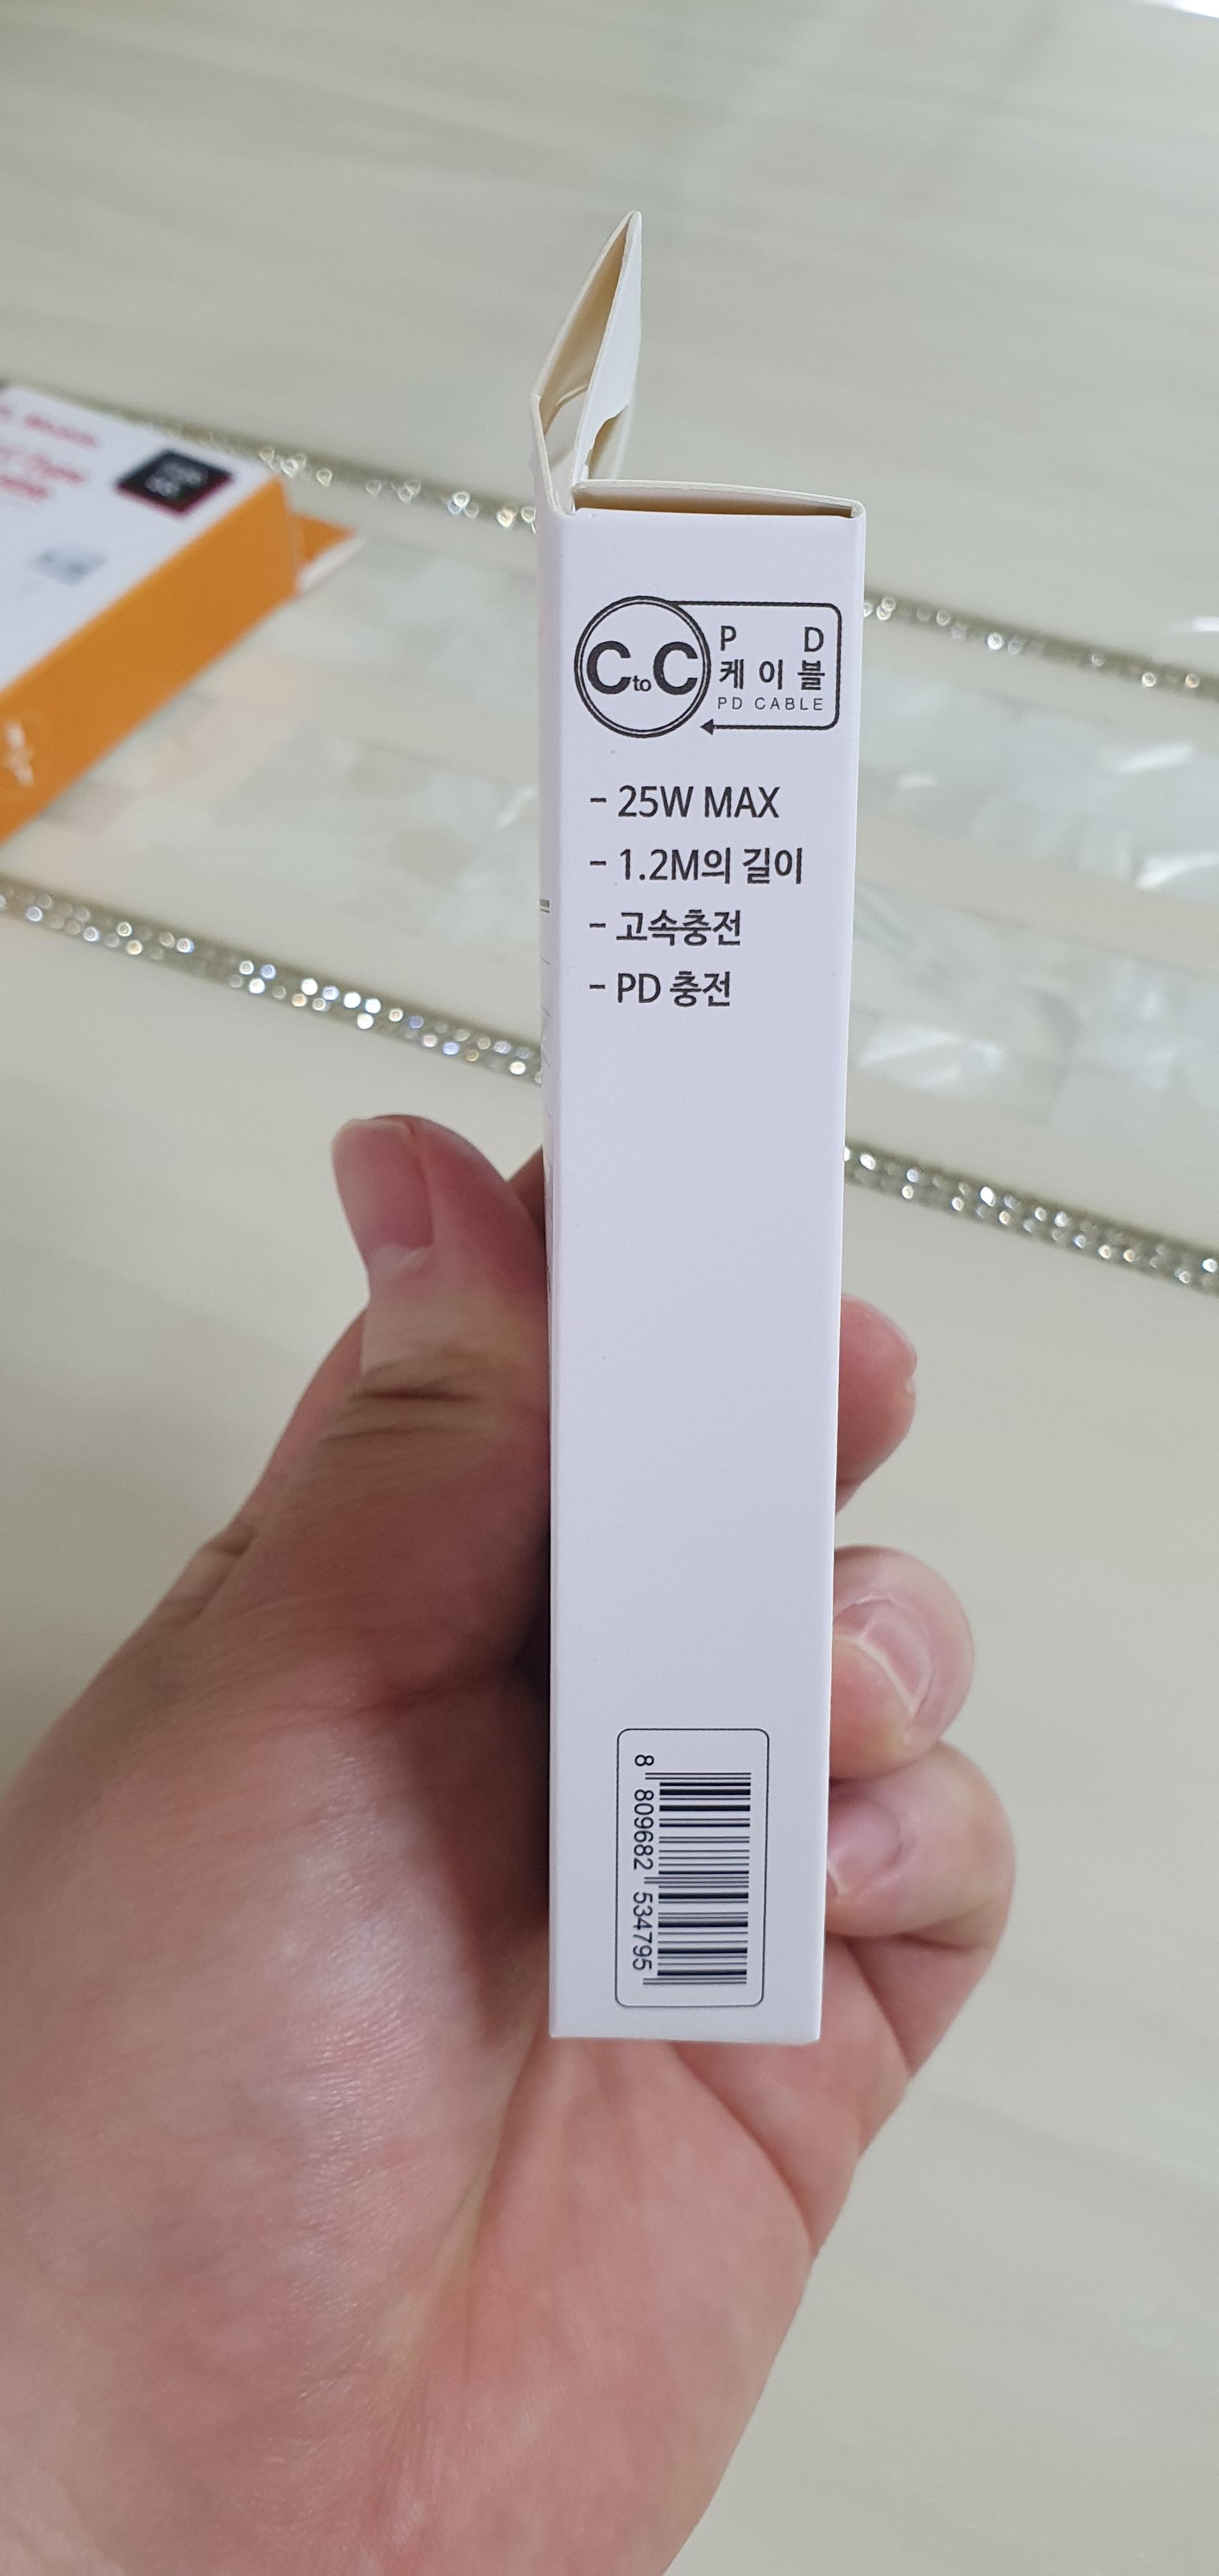 CtoC
P D
케이블
PD CABLE
- 25W MAX
- 1.2M의 길이
- 고속충전
- PD 충전
8 809682 534795